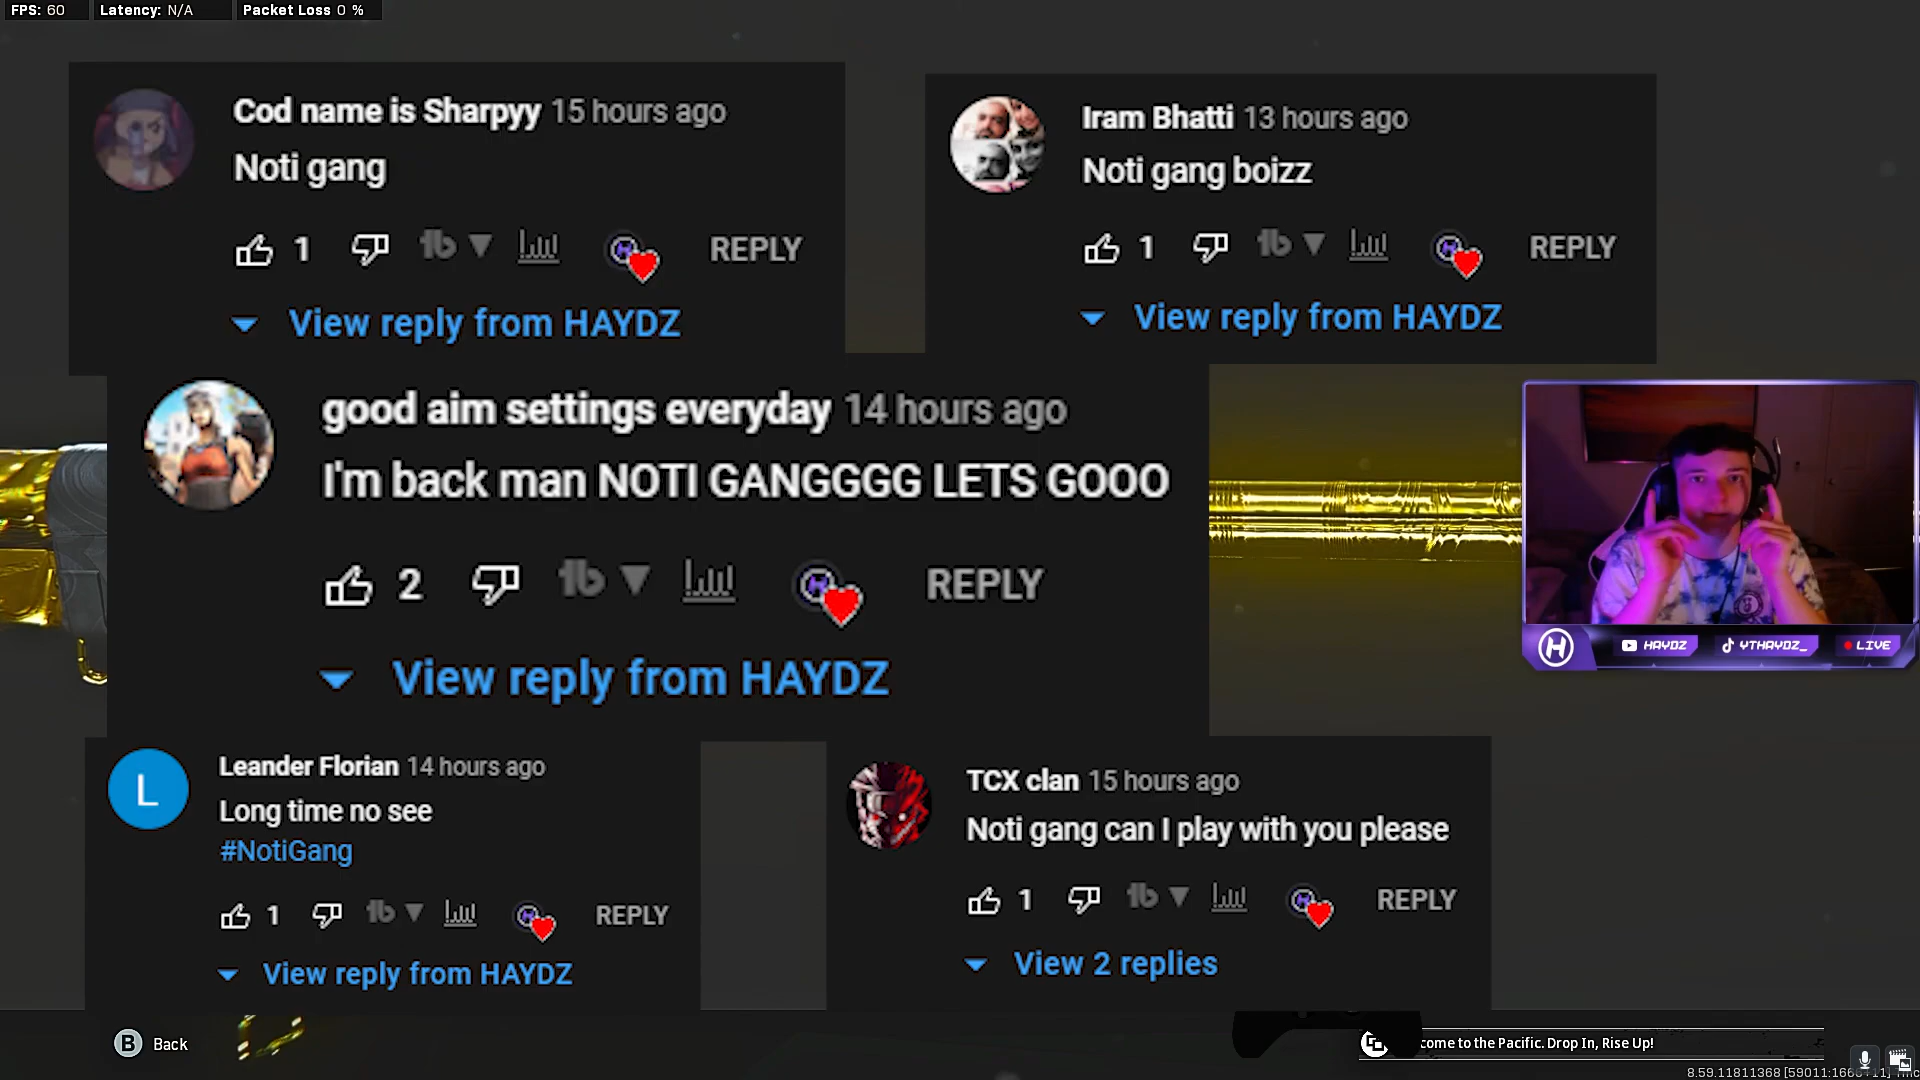 FPS: 60 Latency: N/A Packet Loss 0 %
Cod name is Sharpyy 15 hours ago
Noti gang
1 REPLY
View reply from HAYDZ
Iram Bhatti 13 hours ago
Noti gang boizz
1 REPLY
View reply from HAYDZ
good aim settings everyday 14 hours ago
I'm back man NOTI GANGGGG LETS GOOO
2 REPLY
View reply from HAYDZ
H HAYDZ YTHAYDZ_ LIVE
L
Leander Florian 14 hours ago
Long time no see
#NotiGang
1 REPLY
View reply from HAYDZ
TCX clan 15 hours ago
Noti gang can I play with you please
1 REPLY
View 2 replies
B Back
come to the Pacific. Drop In, Rise Up!